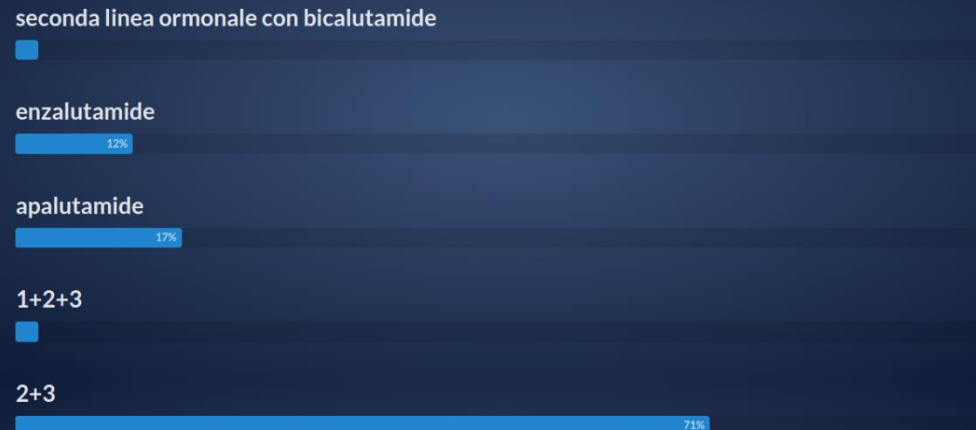 seconda linea ormonale con bicalutamide
enzalutamide
12%
apalutamide
17%
1+2+3
2+3
71%